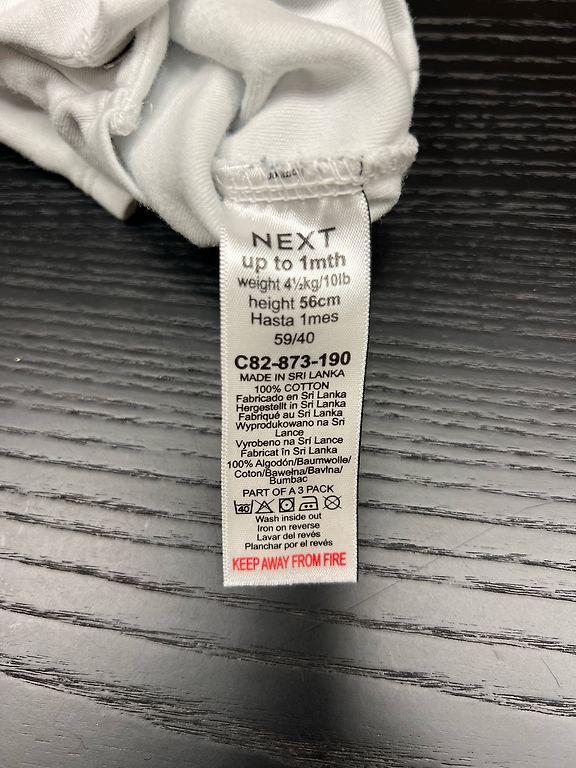 NEXT
up to 1mth
weight 4½kg/10lb
height 56cm
Hasta 1mes
59/40
C82-873-190
MADE IN SRI LANKA
100% COTTON
Fabricado en Sri Lanka
Hergestellt in Sri Lanka
Fabriqué au Sri Lanka
Wyprodukowano na Sri
Lance
Vyrobeno na Sri Lance
Fabricat în Sri Lanka
100% Algodón/Baumwolle/
Coton/Bawełna/Bavlna/
Bumbac
PART OF A 3 PACK
40
Wash inside out
Iron on reverse
Lavar del revés
Planchar por el revés
KEEP AWAY FROM FIRE